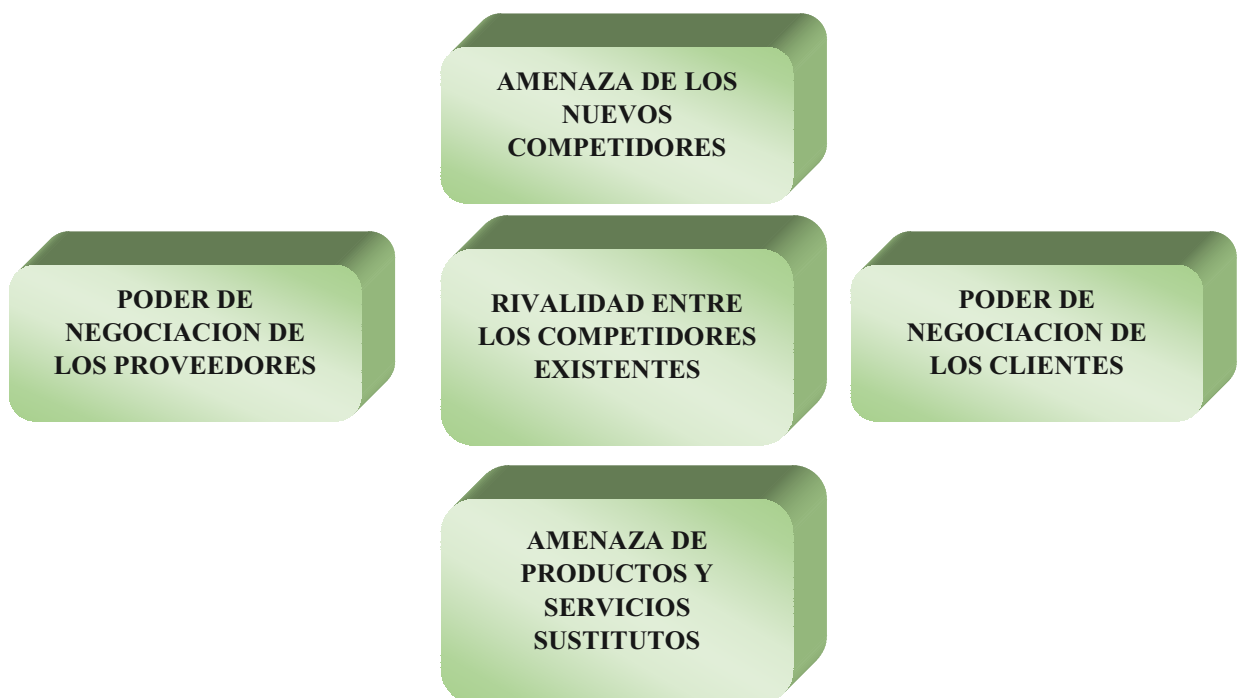 AMENAZA DE LOS
NUEVOS
COMPETIDORES
PODER DE
NEGOCIACION DE
LOS PROVEEDORES
RIVALIDAD ENTRE
LOS COMPETIDORES
EXISTENTES
PODER DE
NEGOCIACION DE
LOS CLIENTES
AMENAZA DE
PRODUCTOS Y
SERVICIOS
SUSTITUTOS